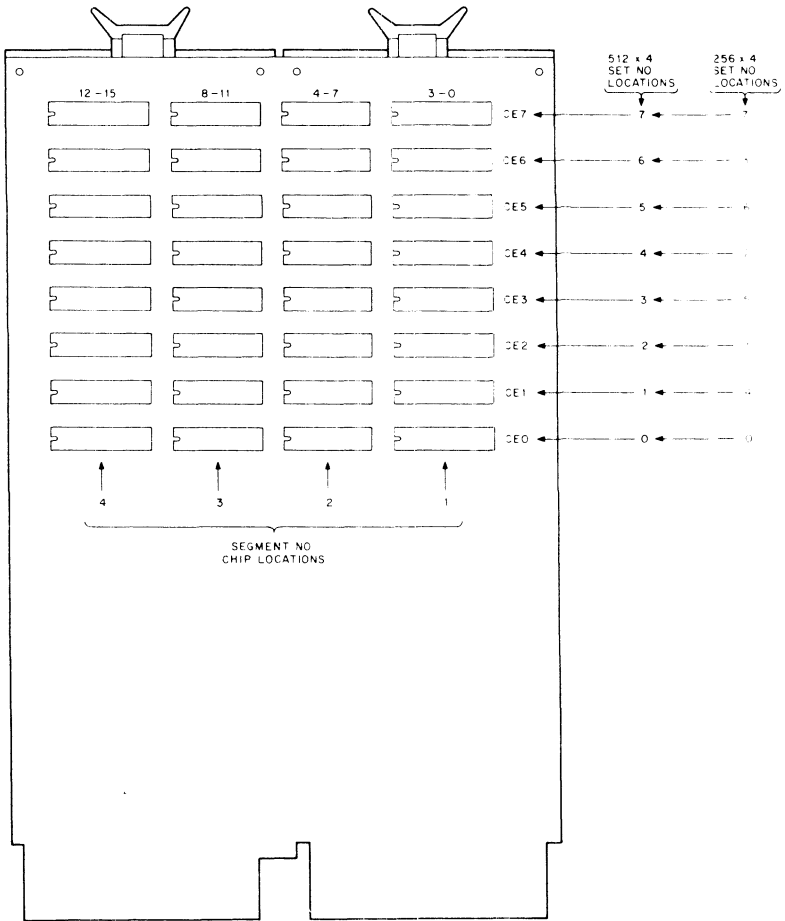 512 x 4
SET NO
LOCATIONS
256 x 4
SET NO
LOCATIONS
12-15
8-11
4-7
3-0
CE7
7
7
CE6
6
CE5
5
6
CE4
4
CE3
3
CE2
2
CE1
1
CE0
0
0
4
3
2
1
SEGMENT NO
CHIP LOCATIONS